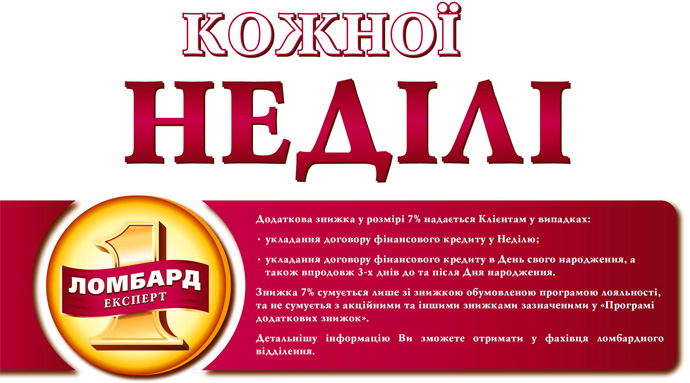 КОЖНОЇ
НЕДІЛІ
1
ЛОМБАРД
ЕКСПЕРТ
Додаткова знижка у розмірі 7% надається Клієнтам у випадках:
· укладання договору фінансового кредиту у Неділю;
· укладання договору фінансового кредиту в День свого народження, а
також впродовж 3-х днів до та після Дня народження.
Знижка 7% сумується лише зі знижкою обумовленою програмою лояльності,
та не сумується з акційними та іншими знижками зазначеними у «Програмі
додаткових знижок».
Детальнішу інформацію Ви зможете отримати у фахівця ломбардного
відділення.